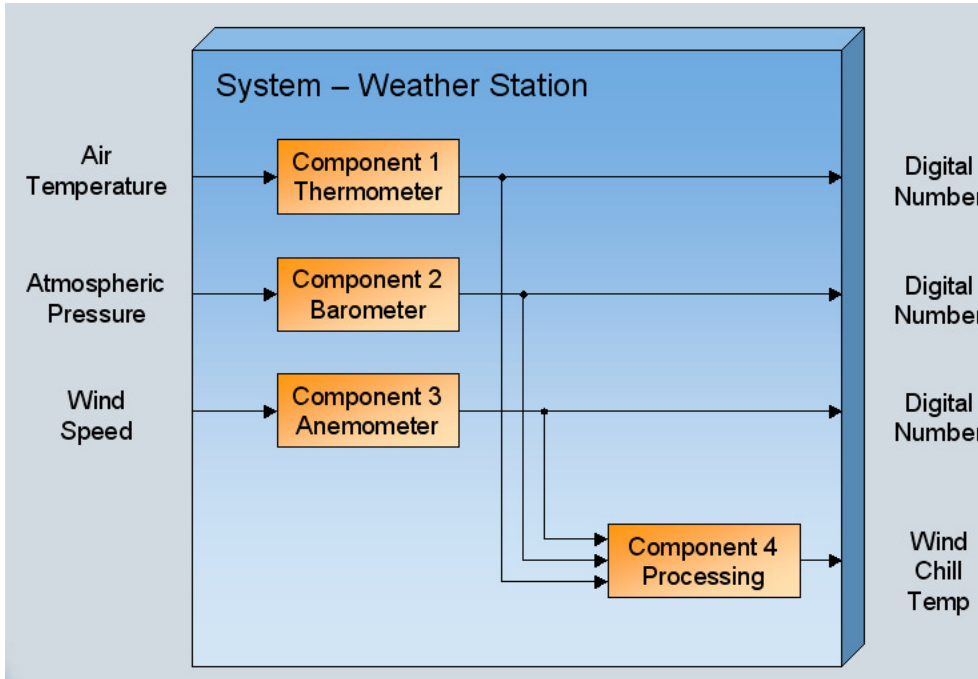 System – Weather Station
Air
Temperature
Component 1
Thermometer
Digital
Number
Atmospheric
Pressure
Component 2
Barometer
Digital
Number
Wind
Speed
Component 3
Anemometer
Digital
Number
Component 4
Processing
Wind
Chill
Temp